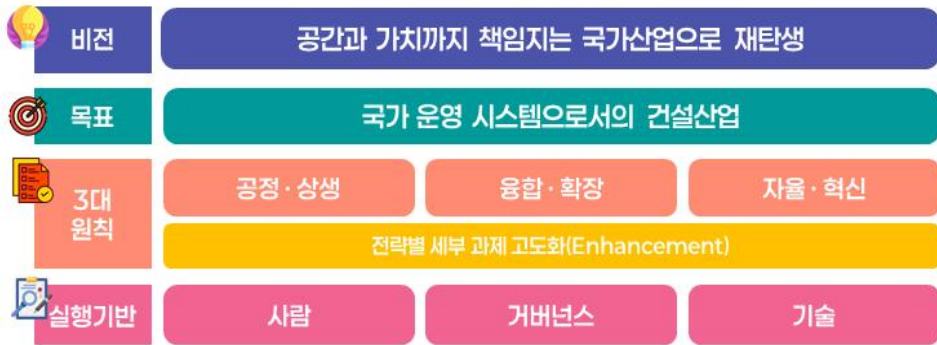 비전
공간과 가치까지 책임지는 국가산업으로 재탄생
목표
국가 운영 시스템으로서의 건설산업
3대
원칙
공정·상생
융합·확장
자율·혁신
전략별 세부 과제 고도화(Enhancement)
실행기반
사람
거버넌스
기술